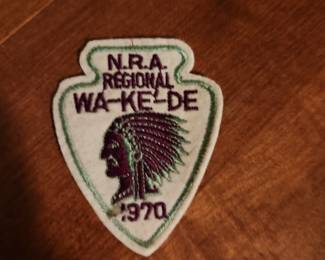 N.R.A.
REGIONAL
WA-KE'-DE
1970